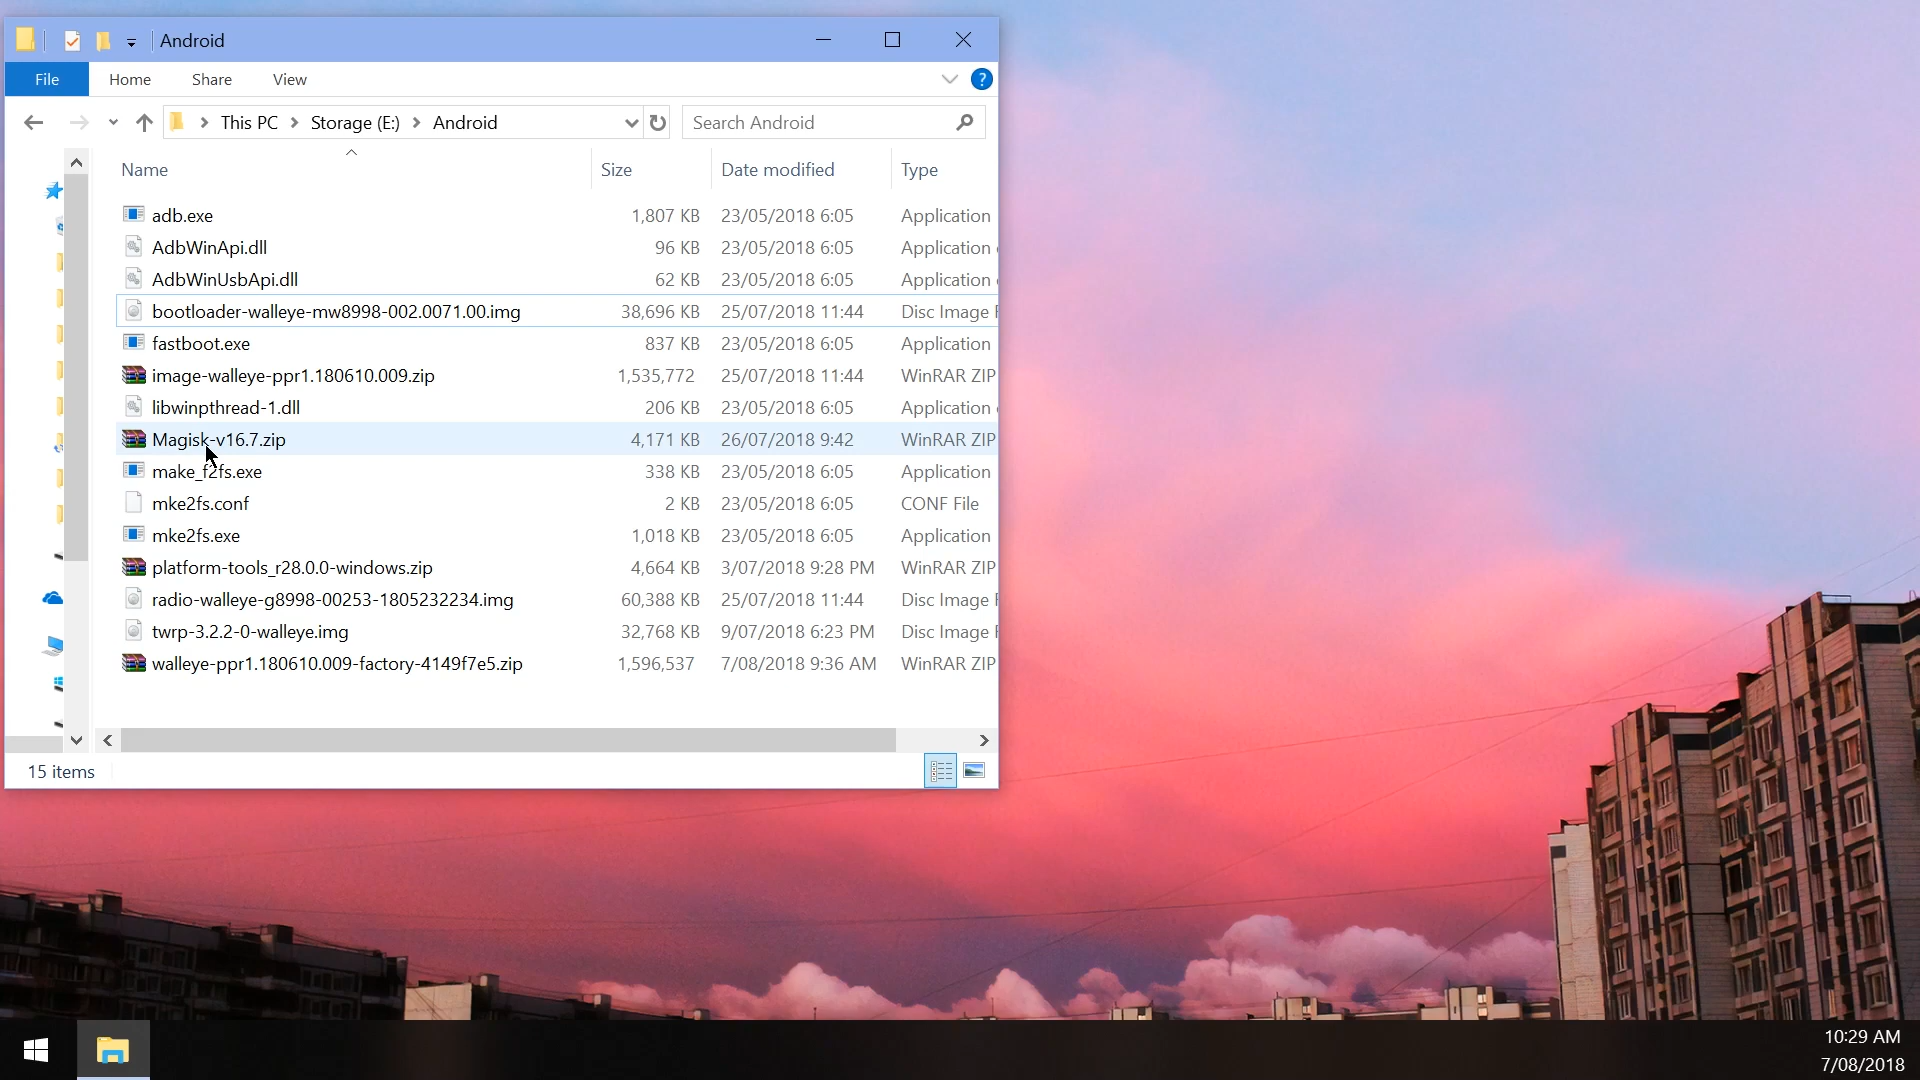 Android
File Home Share View ?
This PC Storage (E:) Android Search Android
Name Size Date modified Type
adb.exe 1,807 KB 23/05/2018 6:05 Application
AdbWinApi.dll 96 KB 23/05/2018 6:05 Application
AdbWinUsbApi.dll 62 KB 23/05/2018 6:05 Application
bootloader-walleye-mw8998-002.0071.00.img 38,696 KB 25/07/2018 11:44 Disc Image
fastboot.exe 837 KB 23/05/2018 6:05 Application
image-walleye-ppr1.180610.009.zip 1,535,772 25/07/2018 11:44 WinRAR ZIP
libwinpthread-1.dll 206 KB 23/05/2018 6:05 Application
Magisk-v16.7.zip 4,171 KB 26/07/2018 9:42 WinRAR ZIP
make_f2fs.exe 338 KB 23/05/2018 6:05 Application
mke2fs.conf 2 KB 23/05/2018 6:05 CONF File
mke2fs.exe 1,018 KB 23/05/2018 6:05 Application
platform-tools_r28.0.0-windows.zip 4,664 KB 3/07/2018 9:28 PM WinRAR ZIP
radio-walleye-g8998-00253-1805232234.img 60,388 KB 25/07/2018 11:44 Disc Image
twrp-3.2.2-0-walleye.img 32,768 KB 9/07/2018 6:23 PM Disc Image
walleye-ppr1.180610.009-factory-4149f7e5.zip 1,596,537 7/08/2018 9:36 AM WinRAR ZIP
15 items
10:29 AM
7/08/2018